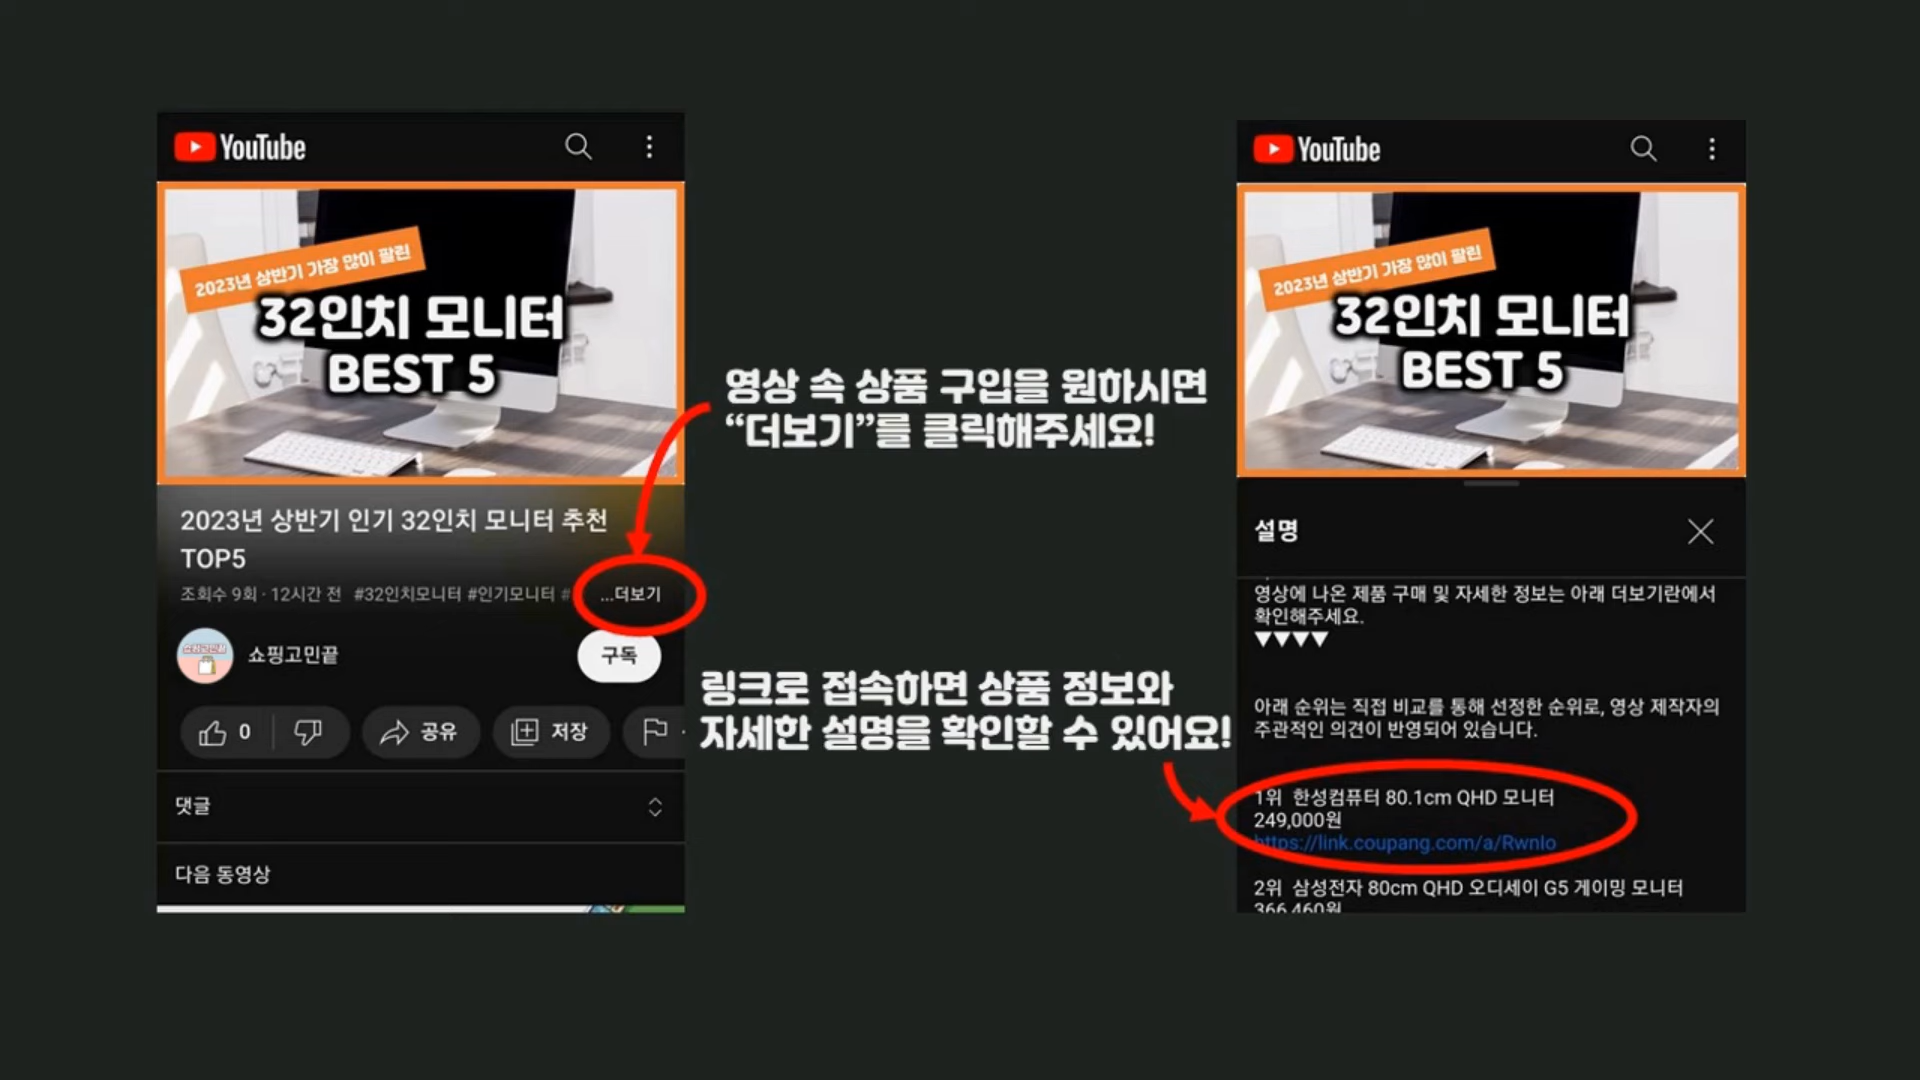 YouTube
2023년 상반기 가장 많이 팔린
32인치 모니터
BEST 5
2023년 상반기 인기 32인치 모니터 추천
TOP5
조회수 9회 · 12시간 전 #32인치모니터 #인기모니터 # ...더보기
쇼핑고민끝
쇼핑고민끝
구독
0
공유
저장
댓글
다음 동영상
영상 속 상품 구입을 원하시면
“더보기”를 클릭해주세요!
링크로 접속하면 상품 정보와
자세한 설명을 확인할 수 있어요!
YouTube
2023년 상반기 가장 많이 팔린
32인치 모니터
BEST 5
설명
영상에 나온 제품 구매 및 자세한 정보는 아래 더보기란에서
확인해주세요.
▼▼▼▼
아래 순위는 직접 비교를 통해 선정한 순위로, 영상 제작자의
주관적인 의견이 반영되어 있습니다.
1위 한성컴퓨터 80.1cm QHD 모니터
249,000원
https://link.coupang.com/a/RwnIo
2위 삼성전자 80cm QHD 오디세이 G5 게이밍 모니터
366,460원